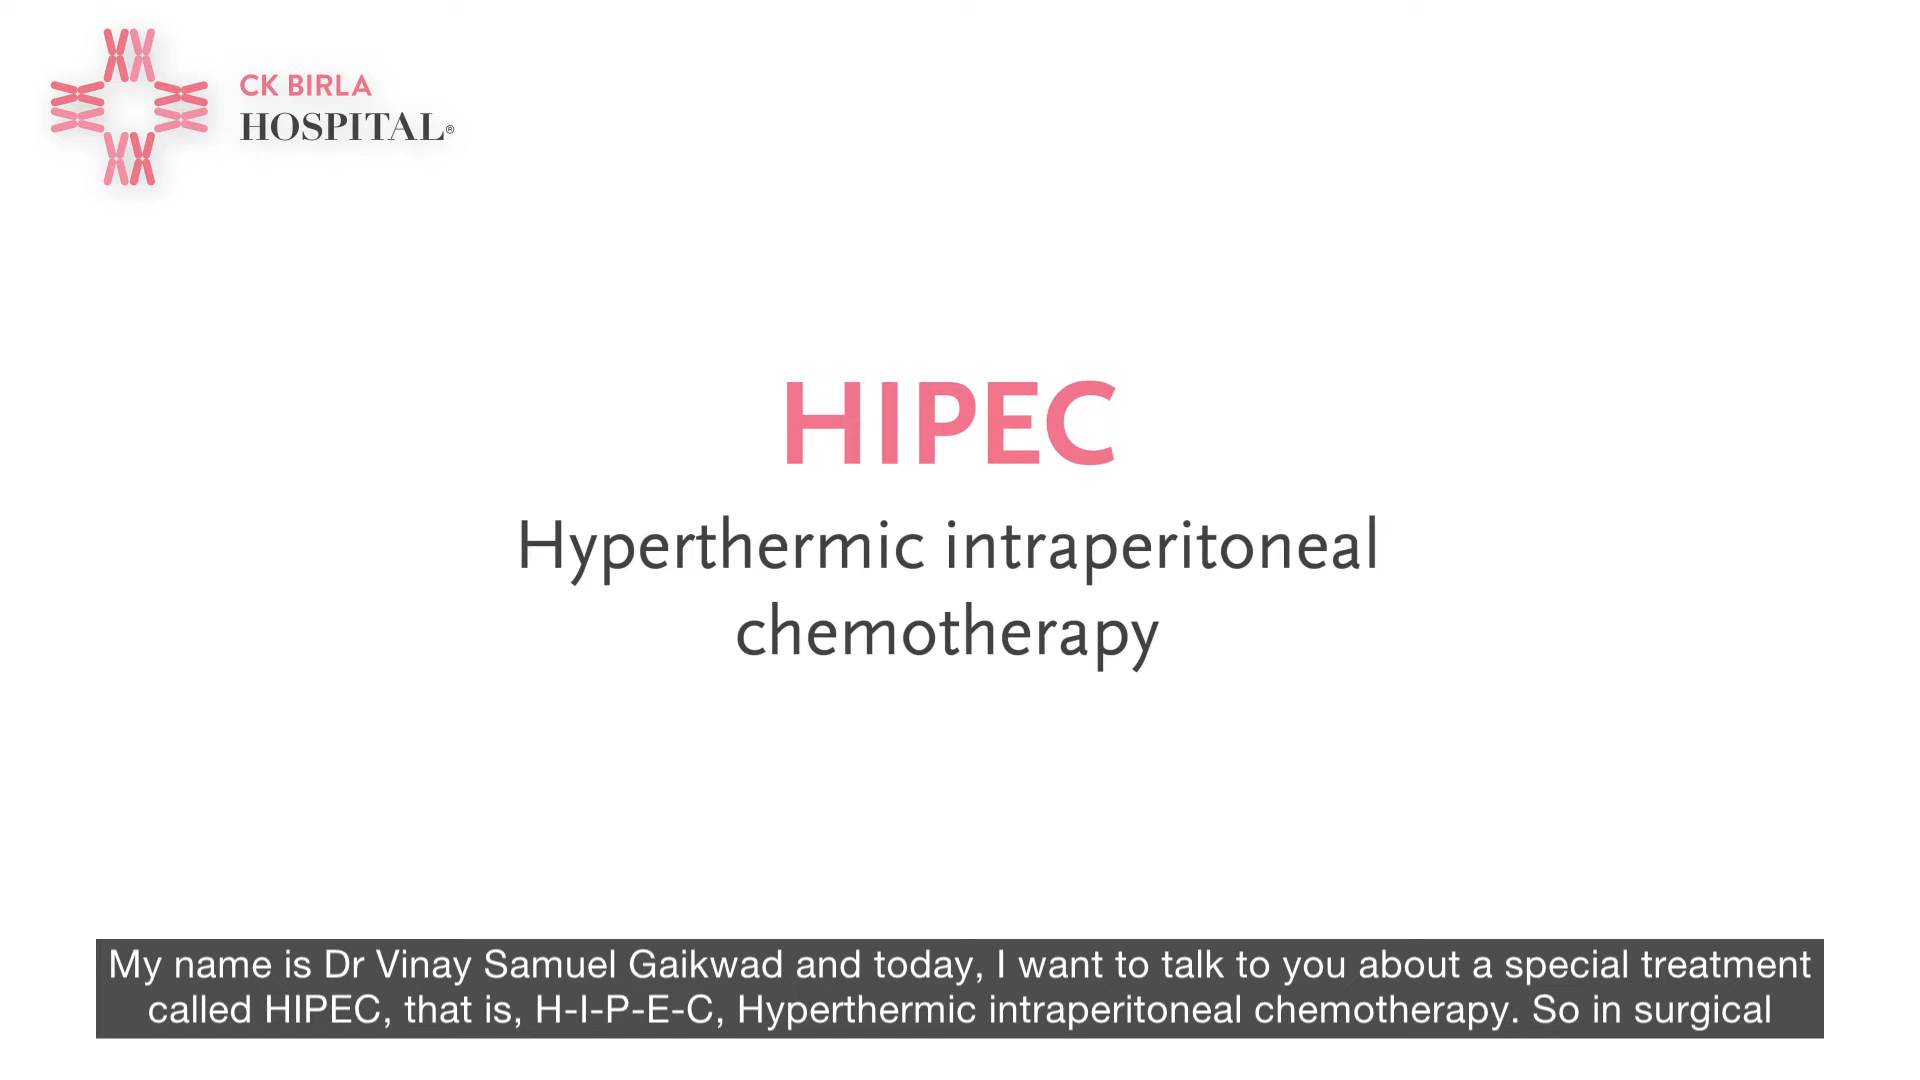 CK BIRLA
HOSPITAL®
HIPEC
Hyperthermic intraperitoneal
chemotherapy
My name is Dr Vinay Samuel Gaikwad and today, I want to talk to you about a special treatment
called HIPEC, that is, H-I-P-E-C, Hyperthermic intraperitoneal chemotherapy. So in surgical